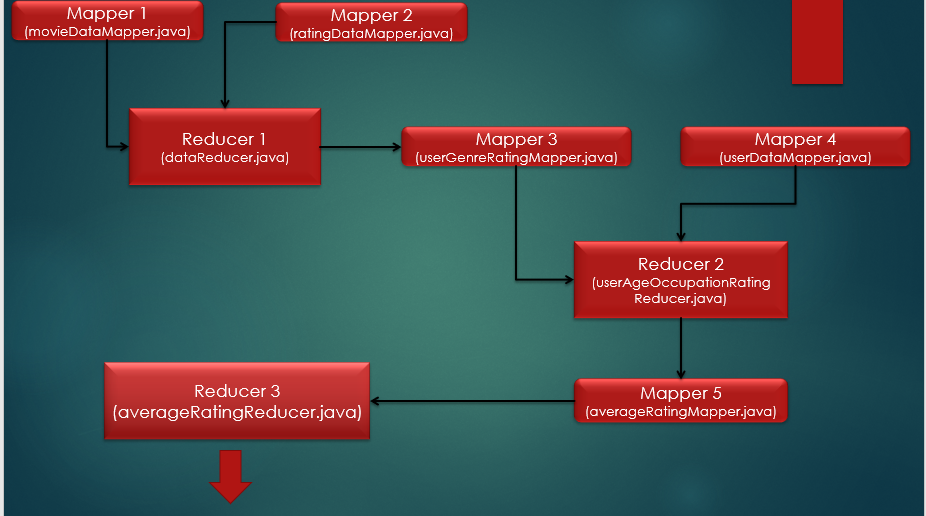 Mapper 1
(movieDataMapper.java)
Mapper 2
(ratingDataMapper.java)
Reducer 1
(dataReducer.java)
Mapper 3
(userGenreRatingMapper.java)
Mapper 4
(userDataMapper.java)
Reducer 2
(userAgeOccupationRating
Reducer.java)
Reducer 3
(averageRatingReducer.java)
Mapper 5
(averageRatingMapper.java)